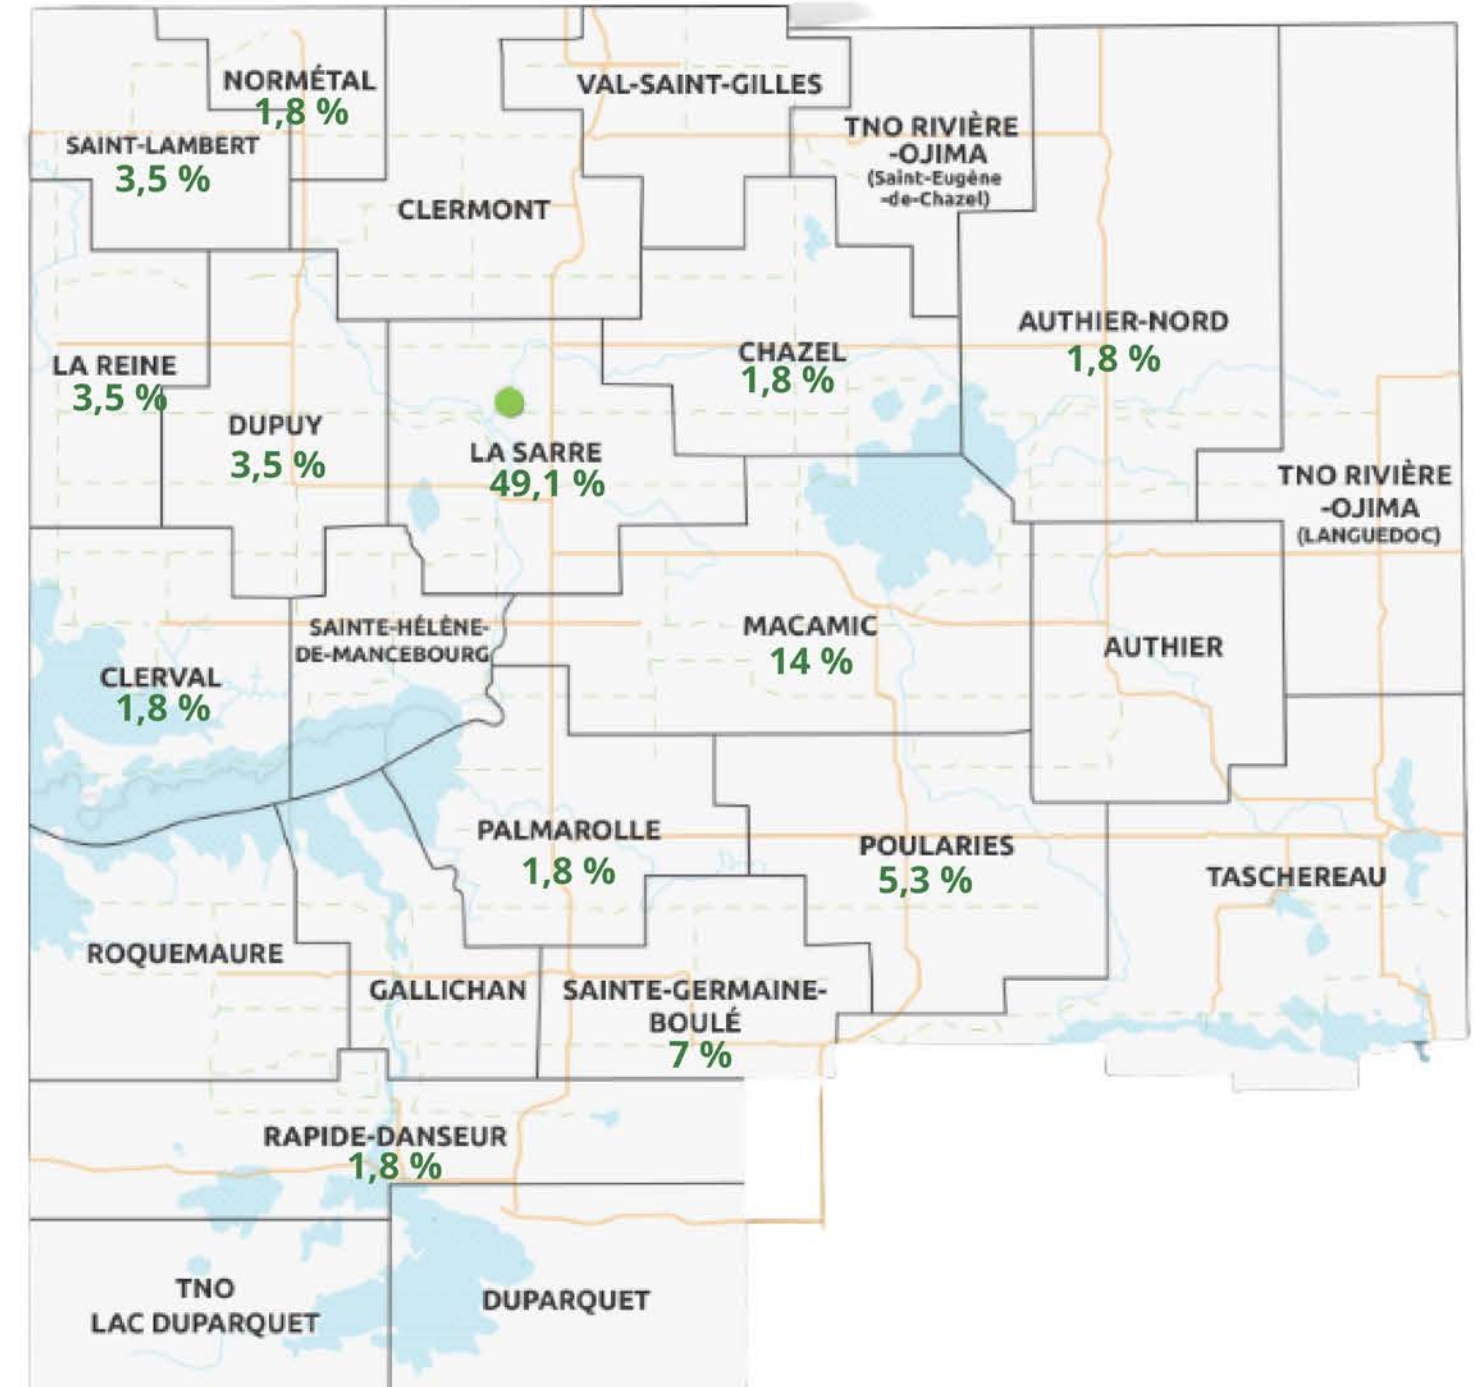 NORMÉTAL
1,8 %
VAL-SAINT-GILLES
SAINT-LAMBERT
3,5 %
TNO RIVIÈRE
-OJIMA
(Saint-Eugène
-de-Chazel)
CLERMONT
AUTHIER-NORD
1,8 %
LA REINE
3,5 %
CHAZEL
1,8 %
DUPUY
3,5 %
LA SARRE
49,1 %
TNO RIVIÈRE
-OJIMA
(LANGUEDOC)
SAINTE-HÉLÈNE-
DE-MANCEBOURG
MACAMIC
14 %
AUTHIER
CLERVAL
1,8 %
PALMAROLLE
1,8 %
POULARIES
5,3 %
TASCHEREAU
ROQUEMAURE
GALLICHAN
SAINTE-GERMAINE-
BOULÉ
7 %
RAPIDE-DANSEUR
1,8 %
TNO
LAC DUPARQUET
DUPARQUET